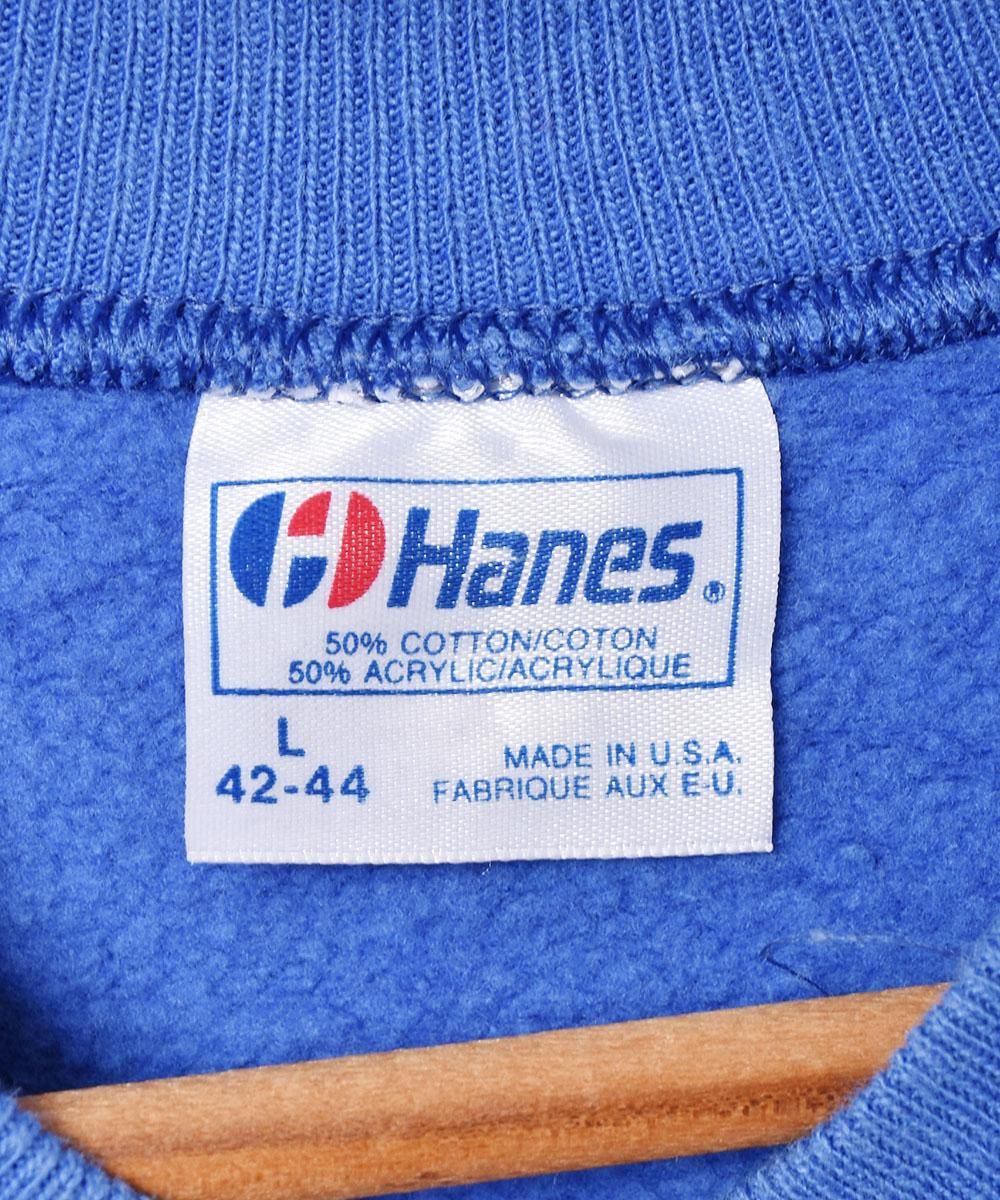 Hanes®
50% COTTON/COTON
50% ACRYLIC/ACRYLIQUE
L
42-44
MADE IN U.S.A.
FABRIQUE AUX E-U.